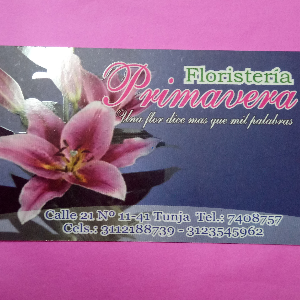 Floristería
Primavera
Una flor dice mas que mil palabras
Calle 21 Nº 11-41 Tunja Tel.: 7408757
Cels.: 3112188739 - 3123545962